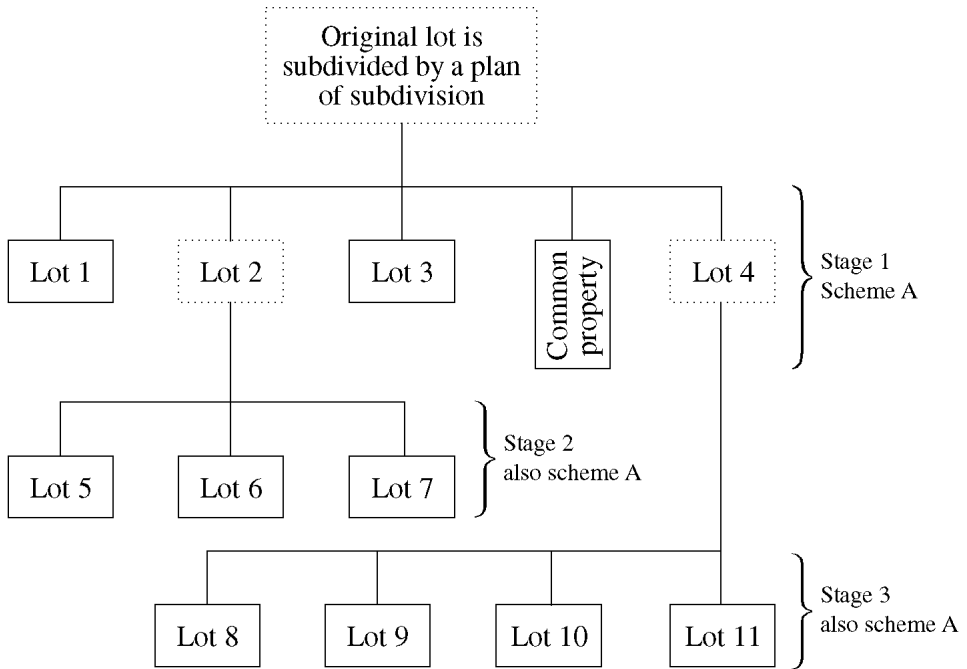 Original lot is
subdivided by a plan
of subdivision
Lot 1
Lot 2
Lot 3
Common
property
Lot 4
Stage 1
Scheme A
Lot 5
Lot 6
Lot 7
Stage 2
also scheme A
Lot 8
Lot 9
Lot 10
Lot 11
Stage 3
also scheme A